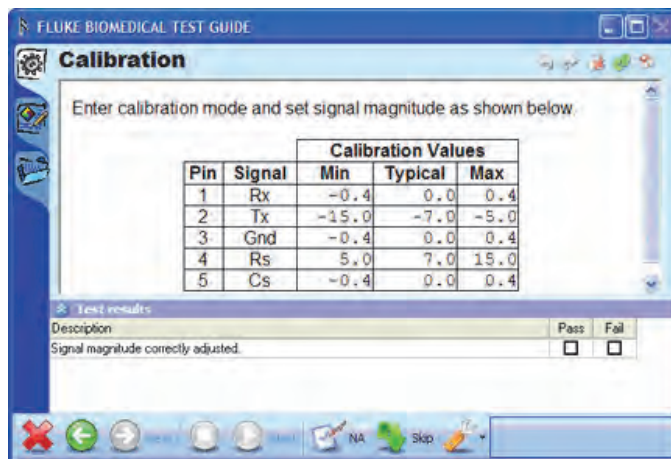 FLUKE BIOMEDICAL TEST GUIDE
Calibration
Enter calibration mode and set signal magnitude as shown below
Calibration Values
Pin Signal Min Typical Max
1 Rx -0.4 0.0 0.4
2 Tx -15.0 -7.0 -5.0
3 Gnd -0.4 0.0 0.4
4 Rs 5.0 7.0 15.0
5 Cs -0.4 0.0 0.4
Test results
Description Pass Fail
Signal magnitude correctly adjusted.
NA Skip